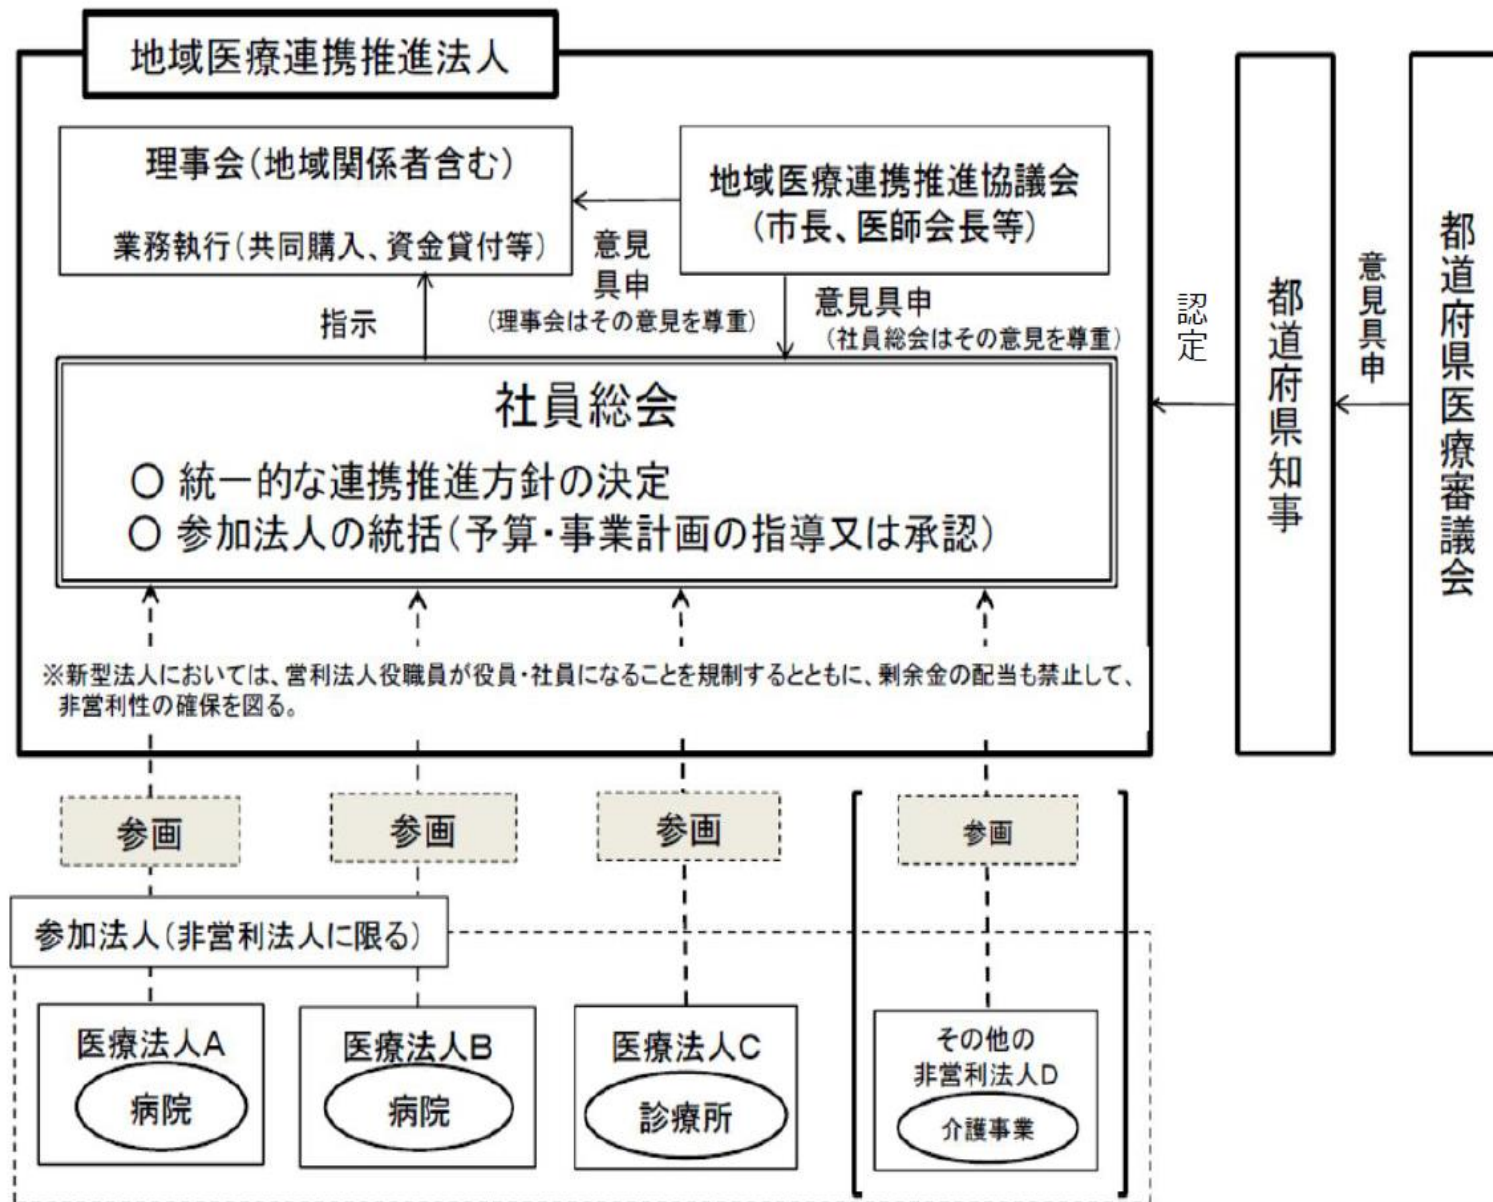 地域医療連携推進法人
理事会(地域関係者含む)
業務執行(共同購入、資金貸付等)
地域医療連携推進協議会
(市長、医師会長等)
意見
具申
(理事会はその意見を尊重)
指示
意見具申
(社員総会はその意見を尊重)
社員総会
○ 統一的な連携推進方針の決定
○ 参加法人の統括(予算・事業計画の指導又は承認)
※新型法人においては、営利法人役職員が役員・社員になることを規制するとともに、剰余金の配当も禁止して、
非営利性の確保を図る。
認定
都道府県知事
意見具申
都道府県医療審議会
参画
参画
参画
参画
参加法人(非営利法人に限る)
医療法人A
病院
医療法人B
病院
医療法人C
診療所
その他の
非営利法人D
介護事業